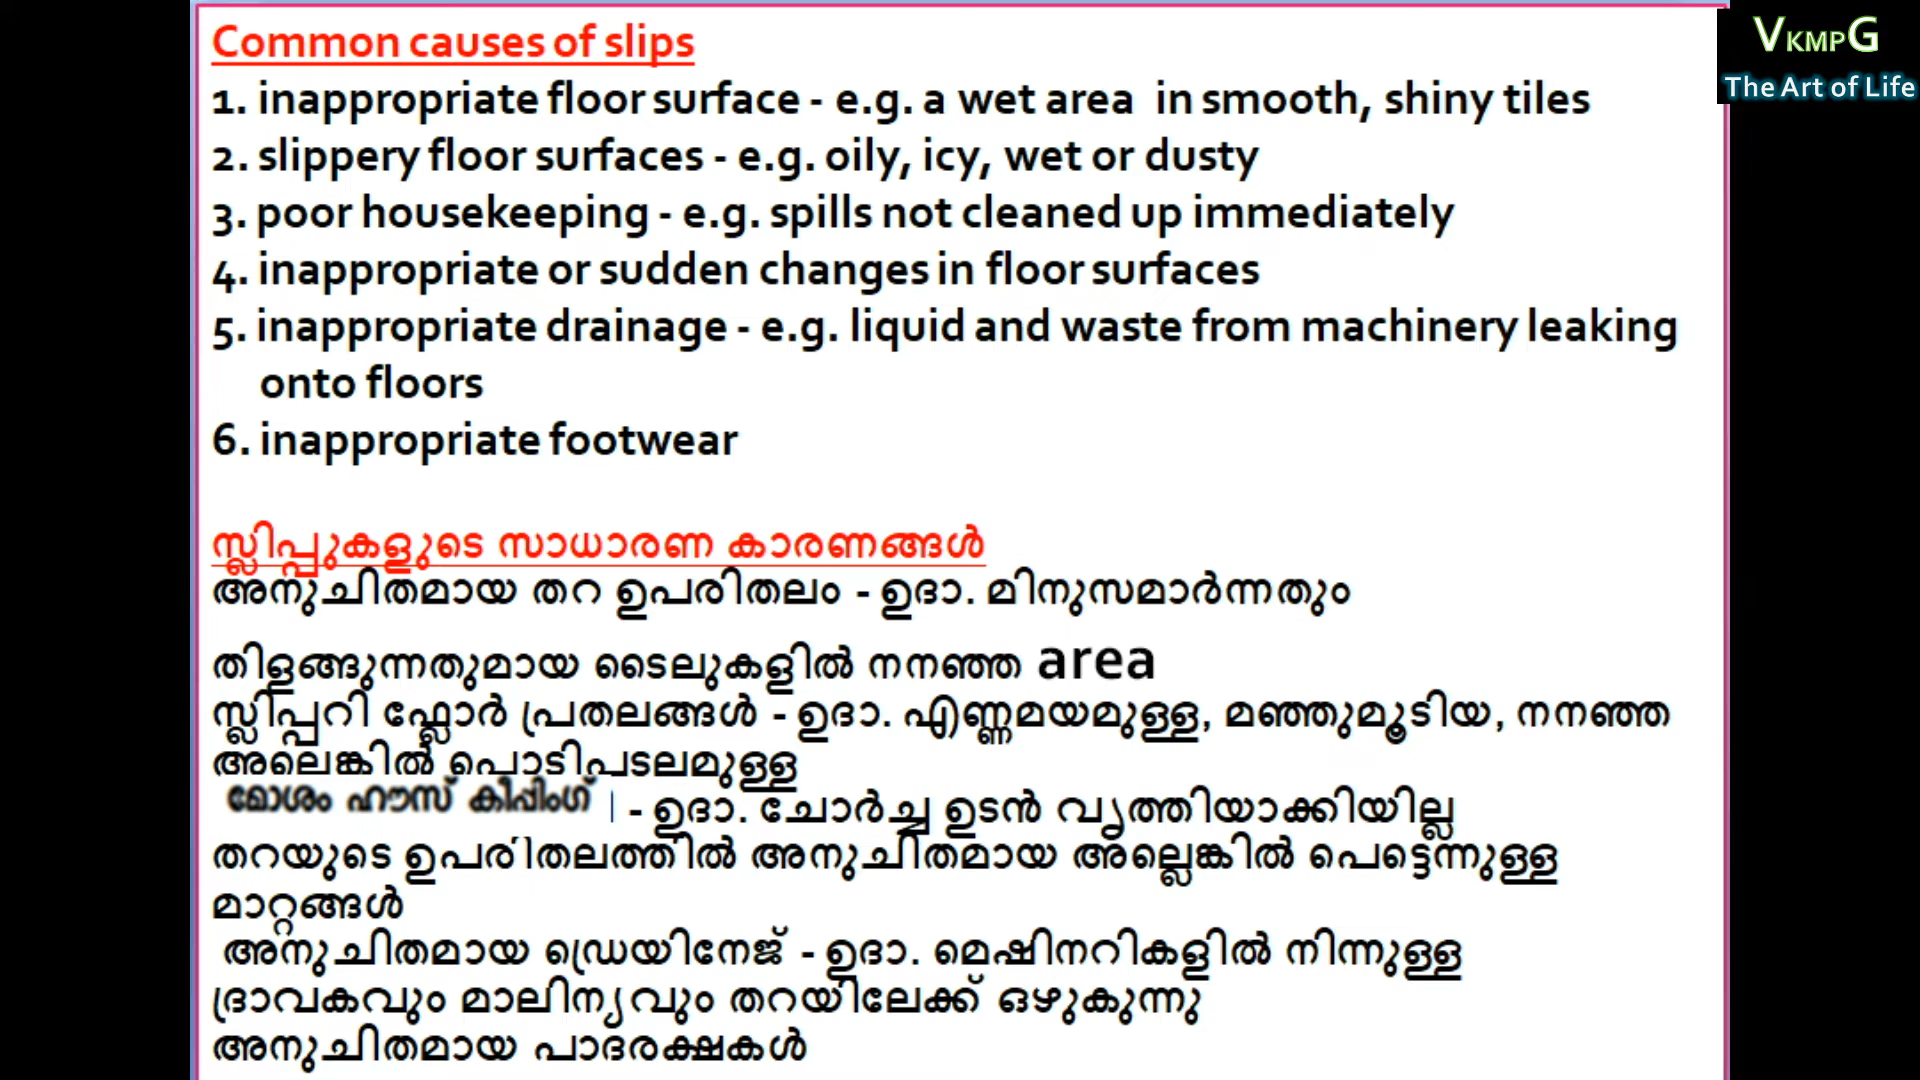 Common causes of slips
1. inappropriate floor surface - e.g. a wet area in smooth, shiny tiles
2. slippery floor surfaces - e.g. oily, icy, wet or dusty
3. poor housekeeping - e.g. spills not cleaned up immediately
4. inappropriate or sudden changes in floor surfaces
5. inappropriate drainage - e.g. liquid and waste from machinery leaking
onto floors
6. inappropriate footwear
സ്ലിപ്പുകളുടെ സാധാരണ കാരണങ്ങൾ
അനുചിതമായ തറ ഉപരിതലം - ഉദാ. മിനുസമാർന്നതും
തിളങ്ങുന്നതുമായ ടൈലുകളിൽ നനഞ്ഞ area
സ്ലിപ്പറി ഫ്ലോർ പ്രതലങ്ങൾ - ഉദാ. എണ്ണമയമുള്ള, മഞ്ഞുമൂടിയ, നനഞ്ഞ
അലെങ്കിൽ പൊടിപടലമുള്ള
മോശം ഹൗസ് കീപ്പിംഗ് - ഉദാ. ചോർച്ച ഉടൻ വൃത്തിയാക്കിയില്ല
തറയുടെ ഉപരിതലത്തിൽ അനുചിതമായ അല്ലെങ്കിൽ പെട്ടെന്നുള്ള
മാറ്റങ്ങൾ
അനുചിതമായ ഡ്രെയിനേജ് - ഉദാ. മെഷിനറികളിൽ നിന്നുള്ള
ദ്രാവകവും മാലിന്യവും തറയിലേക്ക് ഒഴുകുന്നു
അനുചിതമായ പാദരക്ഷകൾ
VKMPG
The Art of Life